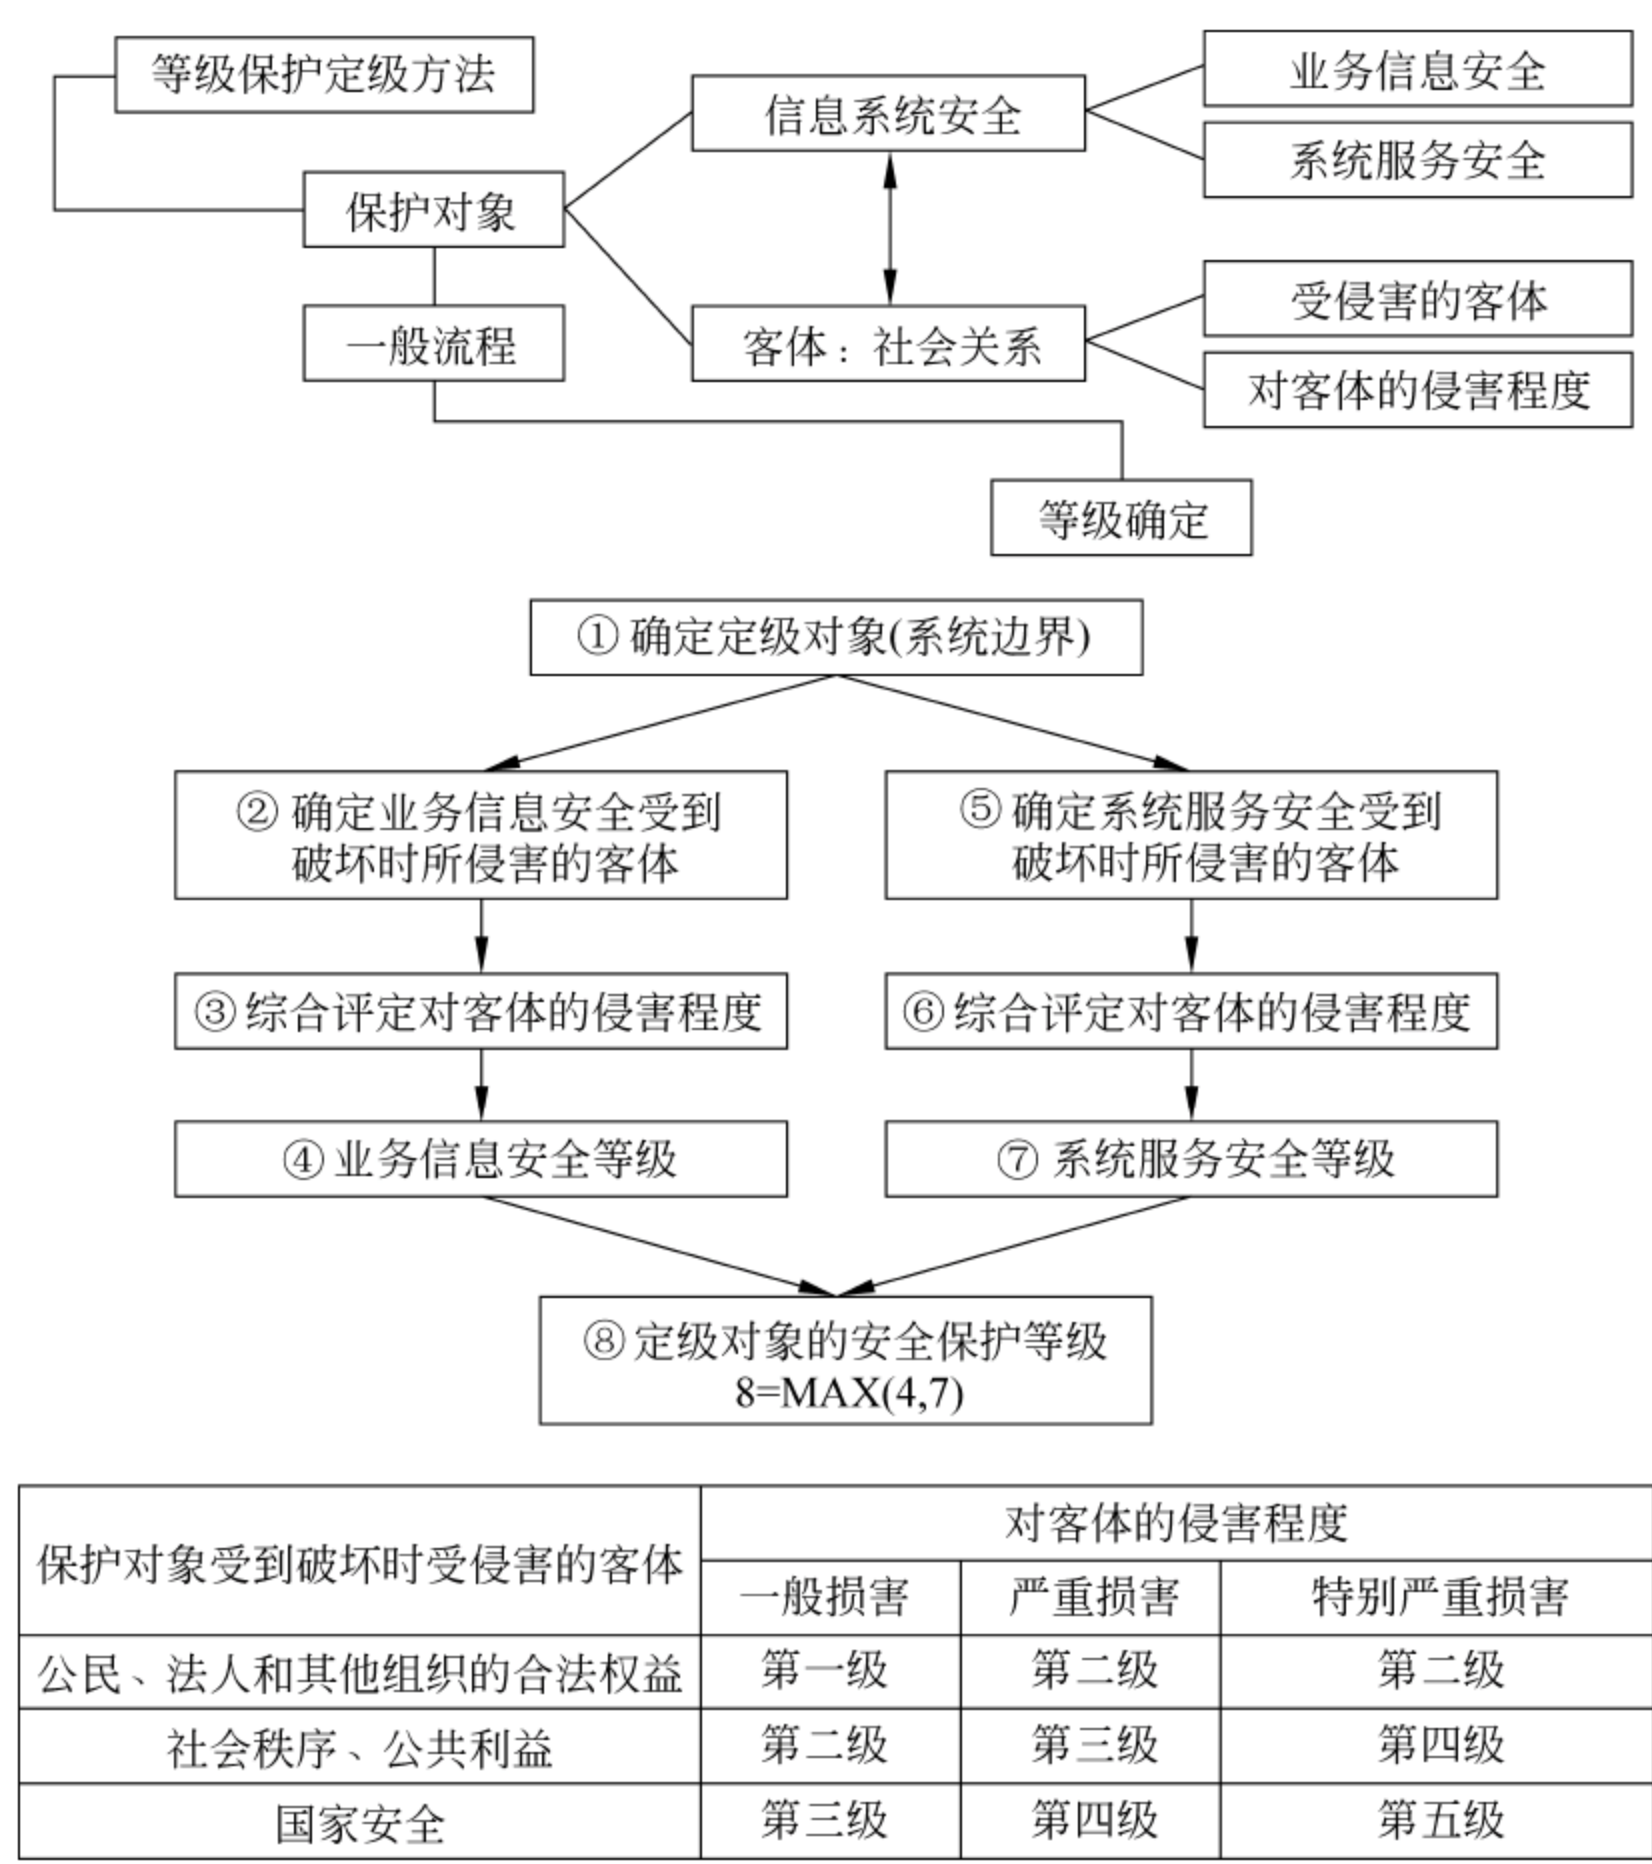 等级保护定级方法
保护对象
一般流程
信息系统安全
客体：社会关系
业务信息安全
系统服务安全
受侵害的客体
对客体的侵害程度
等级确定
①确定定级对象(系统边界)
②确定业务信息安全受到
破坏时所侵害的客体
③综合评定对客体的侵害程度
④业务信息安全等级
⑤确定系统服务安全受到
破坏时所侵害的客体
⑥综合评定对客体的侵害程度
⑦系统服务安全等级
⑧定级对象的安全保护等级
8=MAX(4,7)
保护对象受到破坏时受侵害的客体
对客体的侵害程度
一般损害 严重损害 特别严重损害
公民、法人和其他组织的合法权益 第一级 第二级 第二级
社会秩序、公共利益 第二级 第三级 第四级
国家安全 第三级 第四级 第五级